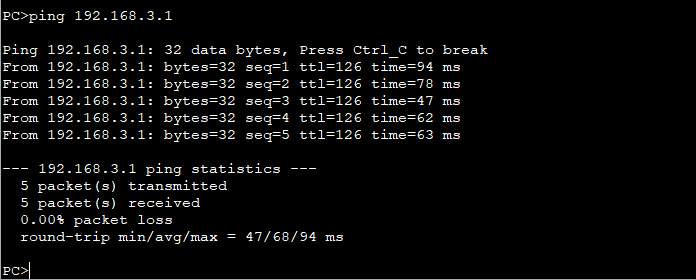 PC>ping 192.168.3.1
Ping 192.168.3.1: 32 data bytes, Press Ctrl_C to break
From 192.168.3.1: bytes=32 seq=1 ttl=126 time=94 ms
From 192.168.3.1: bytes=32 seq=2 ttl=126 time=78 ms
From 192.168.3.1: bytes=32 seq=3 ttl=126 time=47 ms
From 192.168.3.1: bytes=32 seq=4 ttl=126 time=62 ms
From 192.168.3.1: bytes=32 seq=5 ttl=126 time=63 ms
--- 192.168.3.1 ping statistics ---
5 packet(s) transmitted
5 packet(s) received
0.00% packet loss
round-trip min/avg/max = 47/68/94 ms
PC>